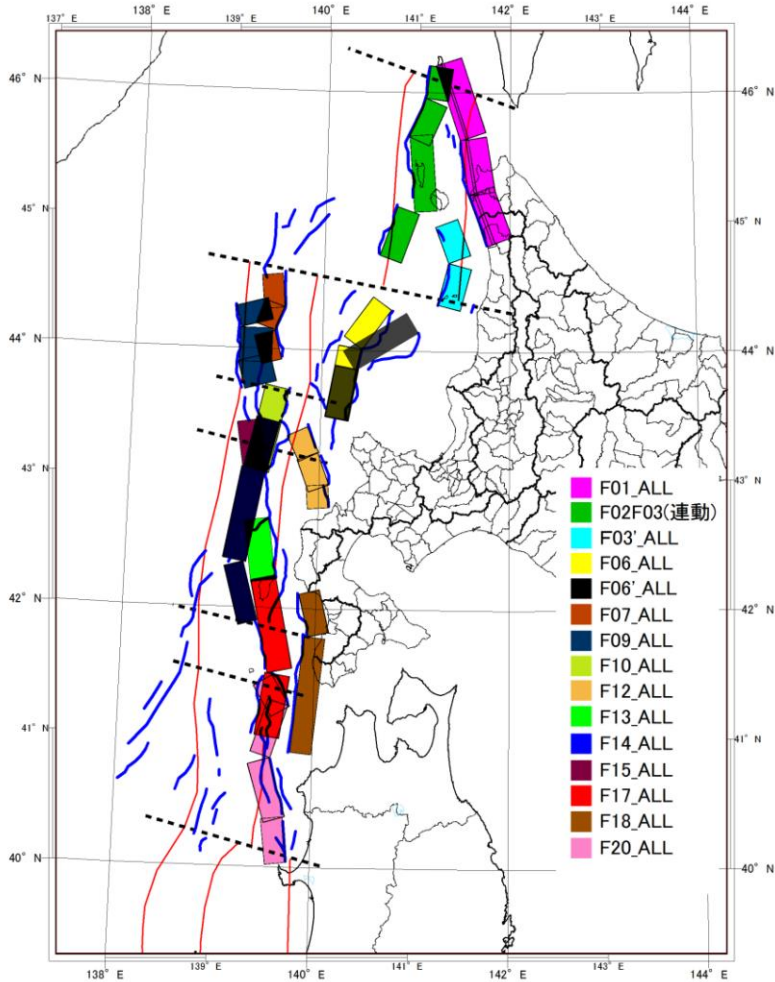 137° E
138° E
139° E
140° E
141° E
142° E
143° E
144° E
46° N
46° N
45° N
45° N
44° N
44° N
43° N
43° N
42° N
42° N
41° N
41° N
40° N
40° N
F01_ALL
F02F03(連動)
F03'_ALL
F06_ALL
F06'_ALL
F07_ALL
F09_ALL
F10_ALL
F12_ALL
F13_ALL
F14_ALL
F15_ALL
F17_ALL
F18_ALL
F20_ALL
138° E
139° E
140° E
141° E
142° E
143° E
144° E